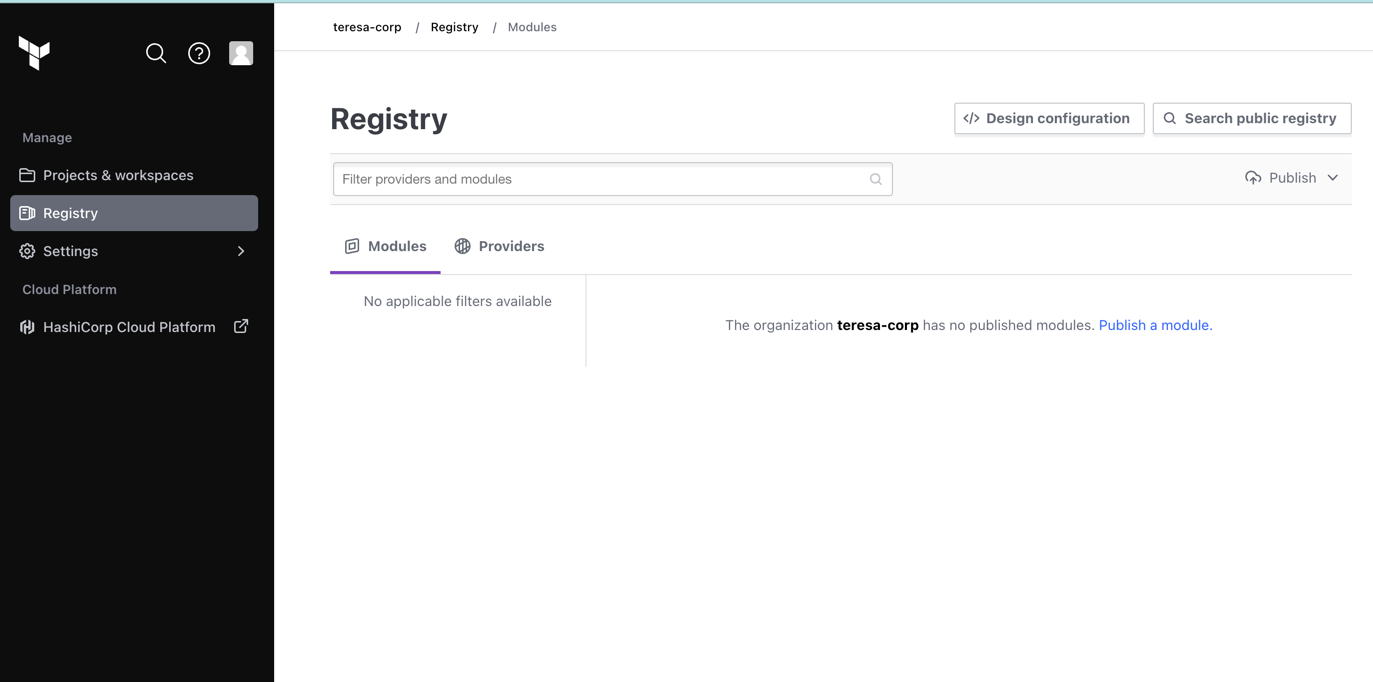 teresa-corp / Registry / Modules
Manage
Projects & workspaces
Registry
Settings
Cloud Platform
HashiCorp Cloud Platform
Registry
Design configuration
Search public registry
Filter providers and modules
Publish
Modules
Providers
No applicable filters available
The organization teresa-corp has no published modules. Publish a module.